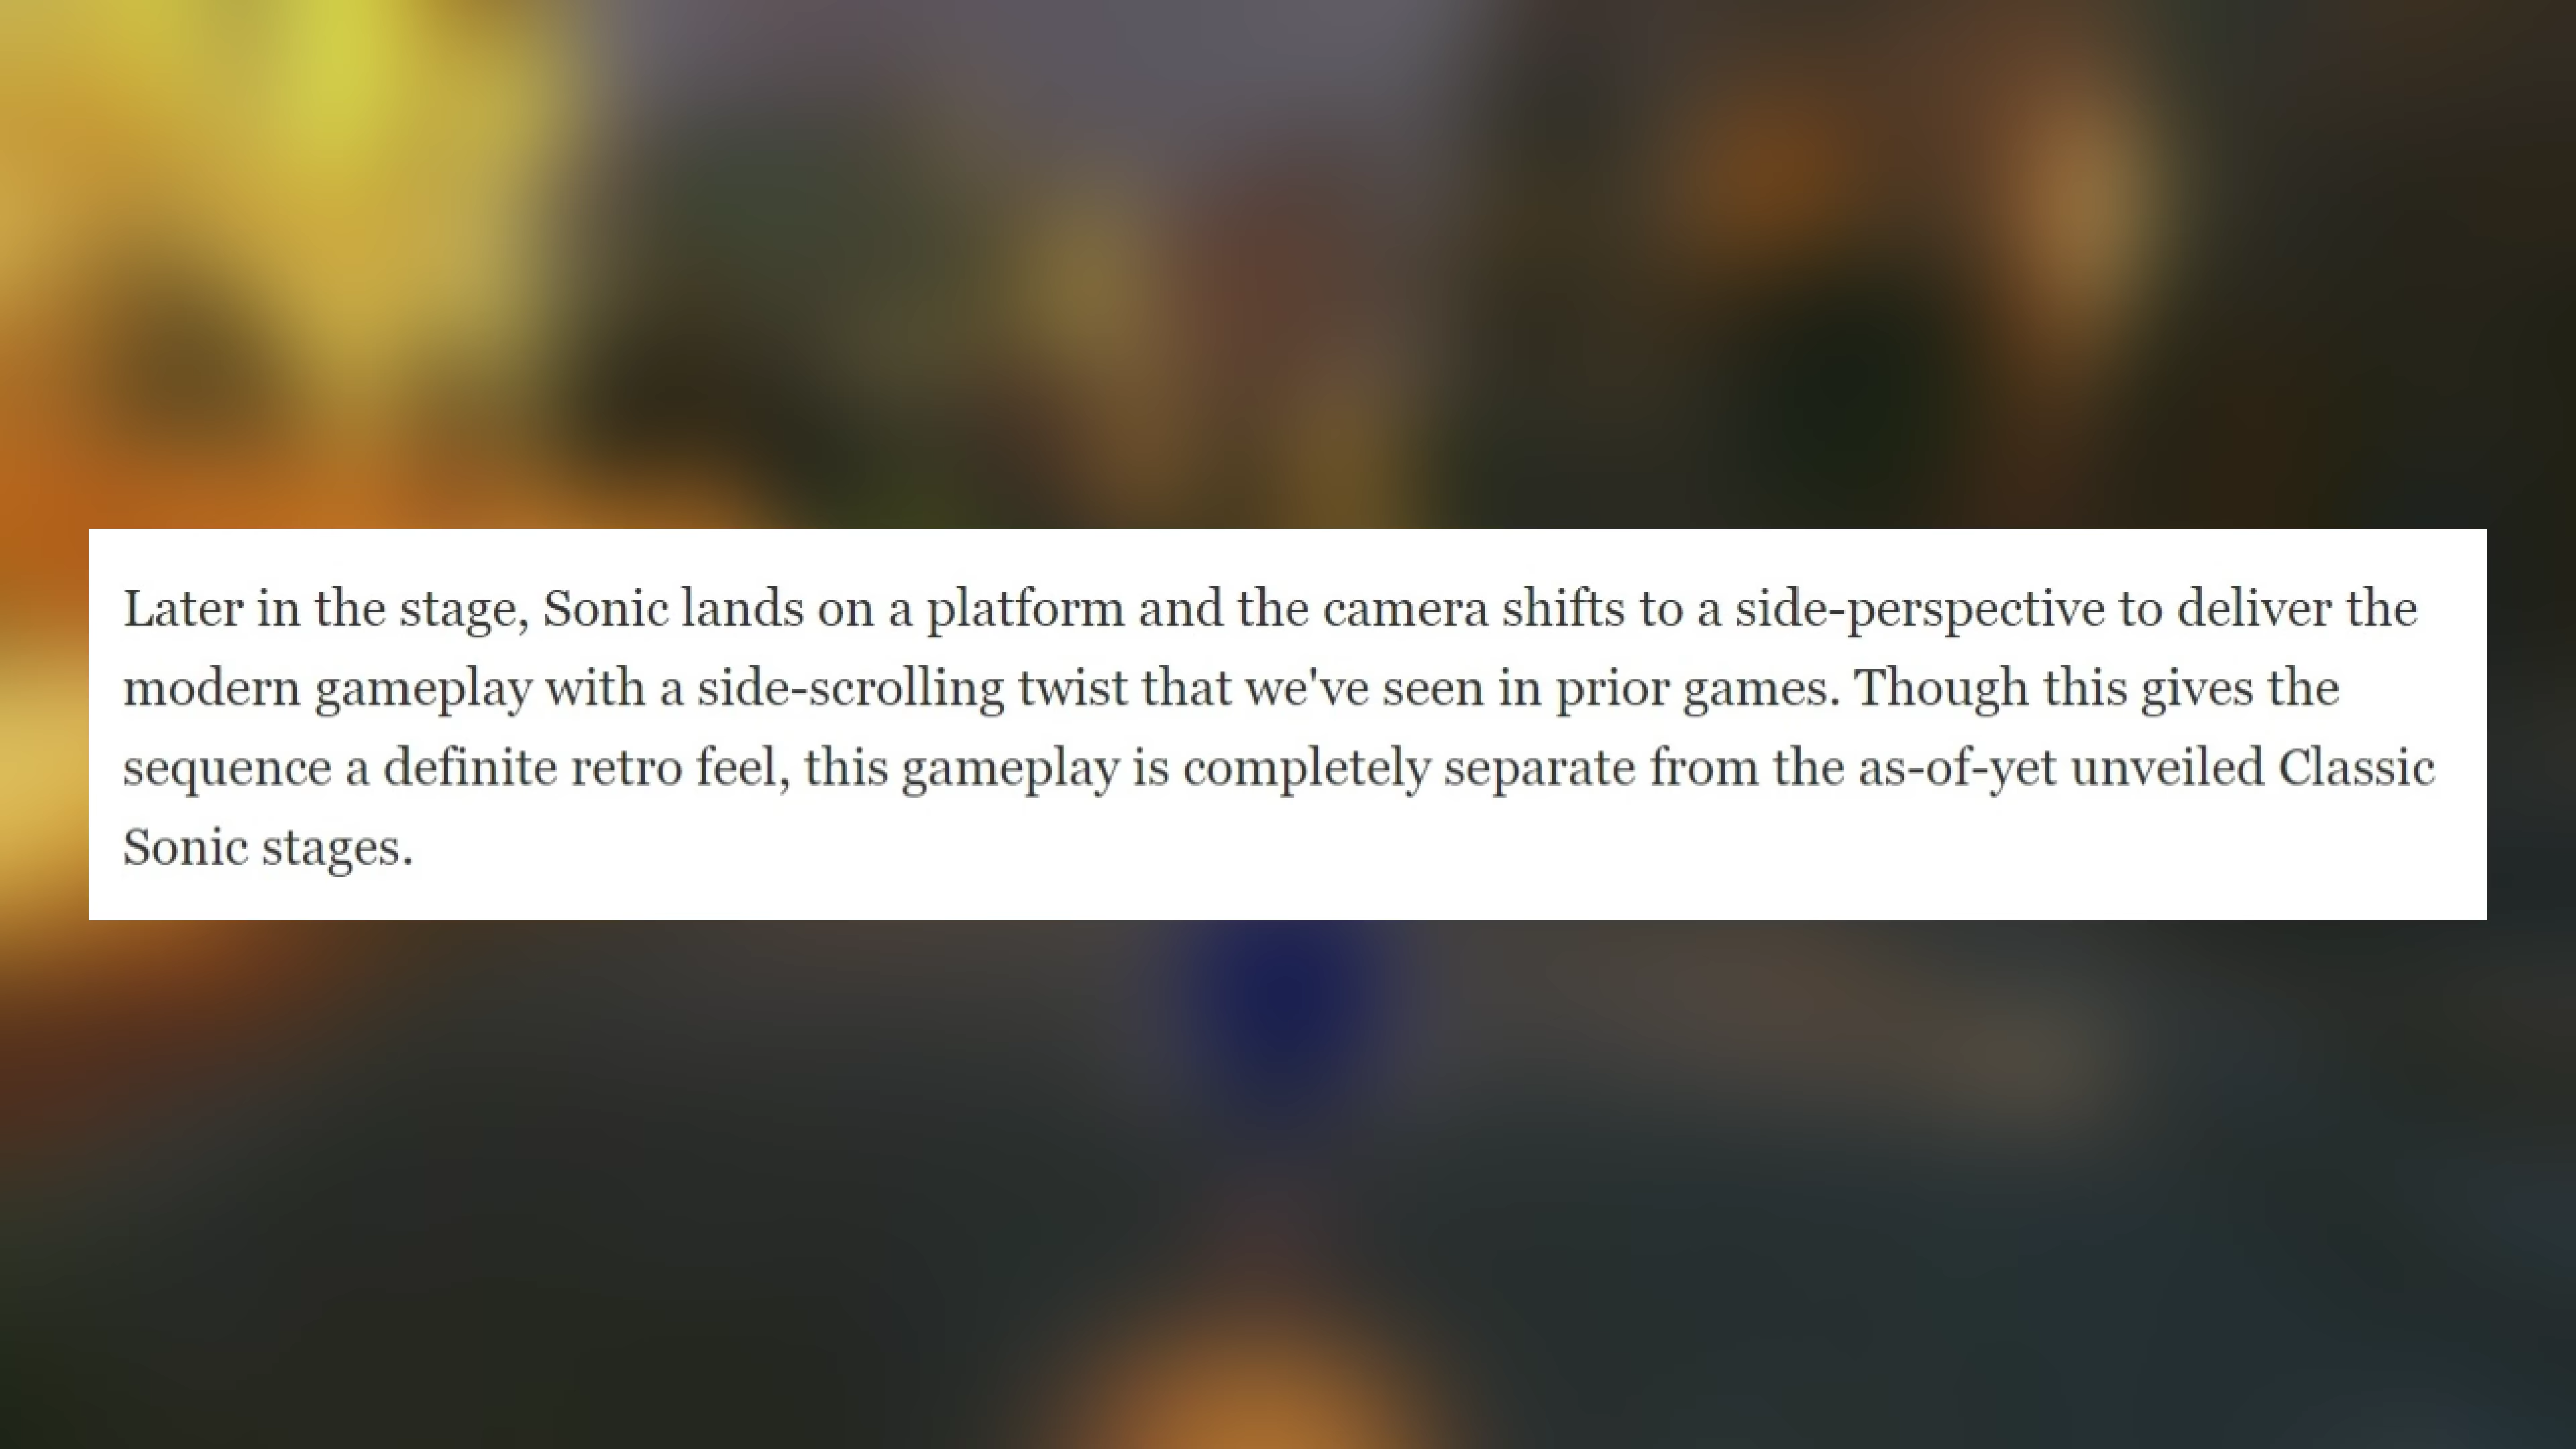 Later in the stage, Sonic lands on a platform and the camera shifts to a side-perspective to deliver the
modern gameplay with a side-scrolling twist that we've seen in prior games. Though this gives the
sequence a definite retro feel, this gameplay is completely separate from the as-of-yet unveiled Classic
Sonic stages.